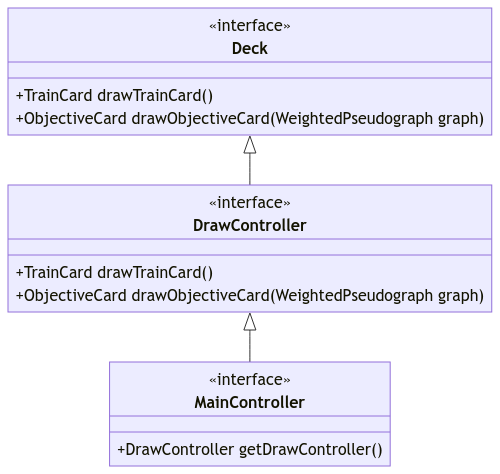 «interface»
Deck
+TrainCard drawTrainCard()
+ObjectiveCard drawObjectiveCard(WeightedPseudograph graph)
«interface»
DrawController
+TrainCard drawTrainCard()
+ObjectiveCard drawObjectiveCard(WeightedPseudograph graph)
«interface»
MainController
+DrawController getDrawController()